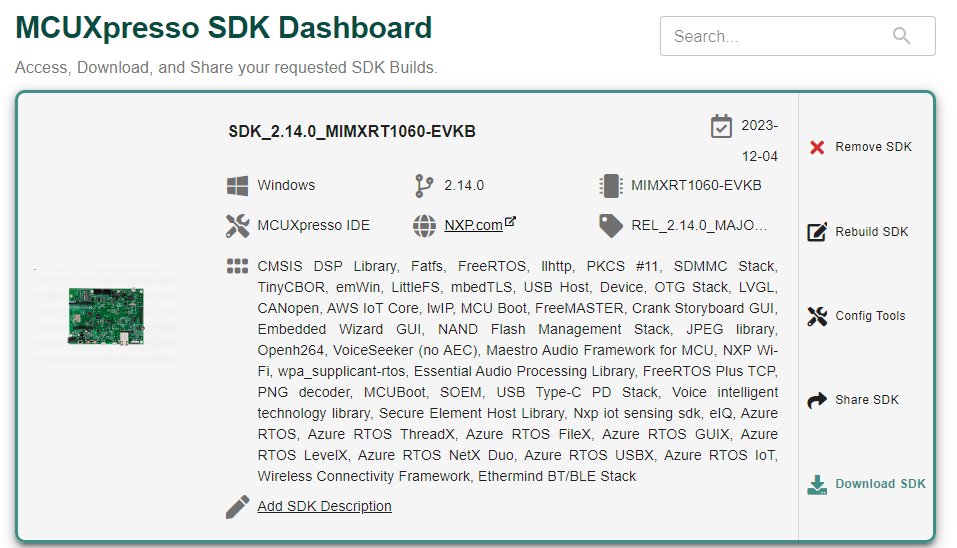 MCUXpresso SDK Dashboard
Search...
Access, Download, and Share your requested SDK Builds.
SDK_2.14.0_MIMXRT1060-EVKB
2023-
12-04
Remove SDK
Windows
2.14.0
MIMXRT1060-EVKB
MCUXpresso IDE
NXP.com
REL_2.14.0_MAJO...
Rebuild SDK
CMSIS DSP Library, Fatfs, FreeRTOS, llhttp, PKCS #11, SDMMC Stack,
TinyCBOR, emWin, LittleFS, mbedTLS, USB Host, Device, OTG Stack, LVGL,
CANopen, AWS IoT Core, lwIP, MCU Boot, FreeMASTER, Crank Storyboard GUI,
Embedded Wizard GUI, NAND Flash Management Stack, JPEG library,
Openh264, VoiceSeeker (no AEC), Maestro Audio Framework for MCU, NXP Wi-
Fi, wpa_supplicant-rtos, Essential Audio Processing Library, FreeRTOS Plus TCP,
PNG decoder, MCUBoot, SOEM, USB Type-C PD Stack, Voice intelligent
technology library, Secure Element Host Library, Nxp iot sensing sdk, eIQ, Azure
RTOS, Azure RTOS ThreadX, Azure RTOS FileX, Azure RTOS GUIX, Azure
RTOS LevelX, Azure RTOS NetX Duo, Azure RTOS USBX, Azure RTOS IoT,
Wireless Connectivity Framework, Ethermind BT/BLE Stack
Config Tools
Share SDK
Download SDK
Add SDK Description